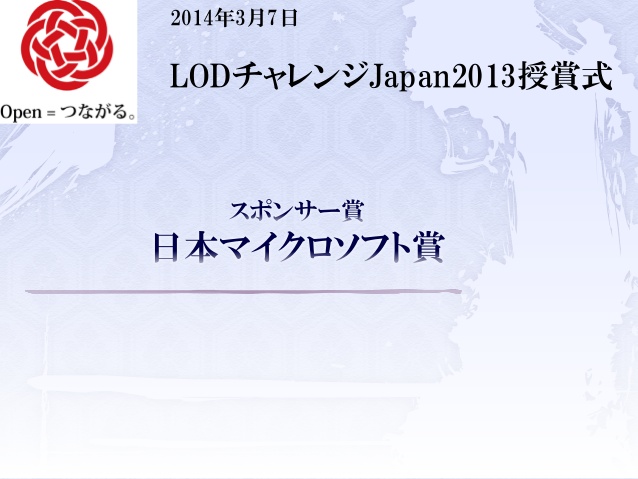 2014年3月7日
LODチャレンジJapan2013授賞式
Open = つながる。
スポンサー賞
日本マイクロソフト賞